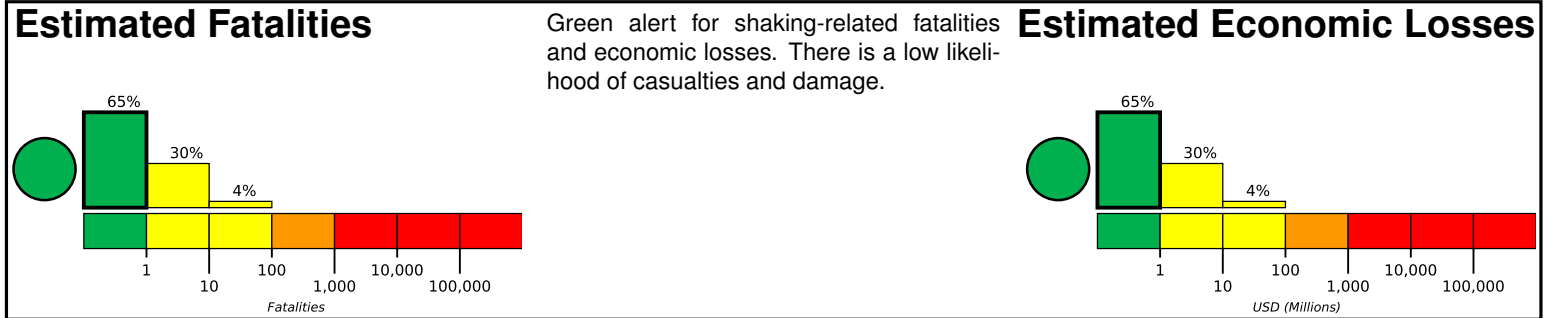 Estimated Fatalities
65%
30%
4%
1
10
100
1,000
10,000
100,000
Fatalities
Green alert for shaking-related fatalities
and economic losses. There is a low likeli-
hood of casualties and damage.
Estimated Economic Losses
65%
30%
4%
1
10
100
1,000
10,000
100,000
USD (Millions)